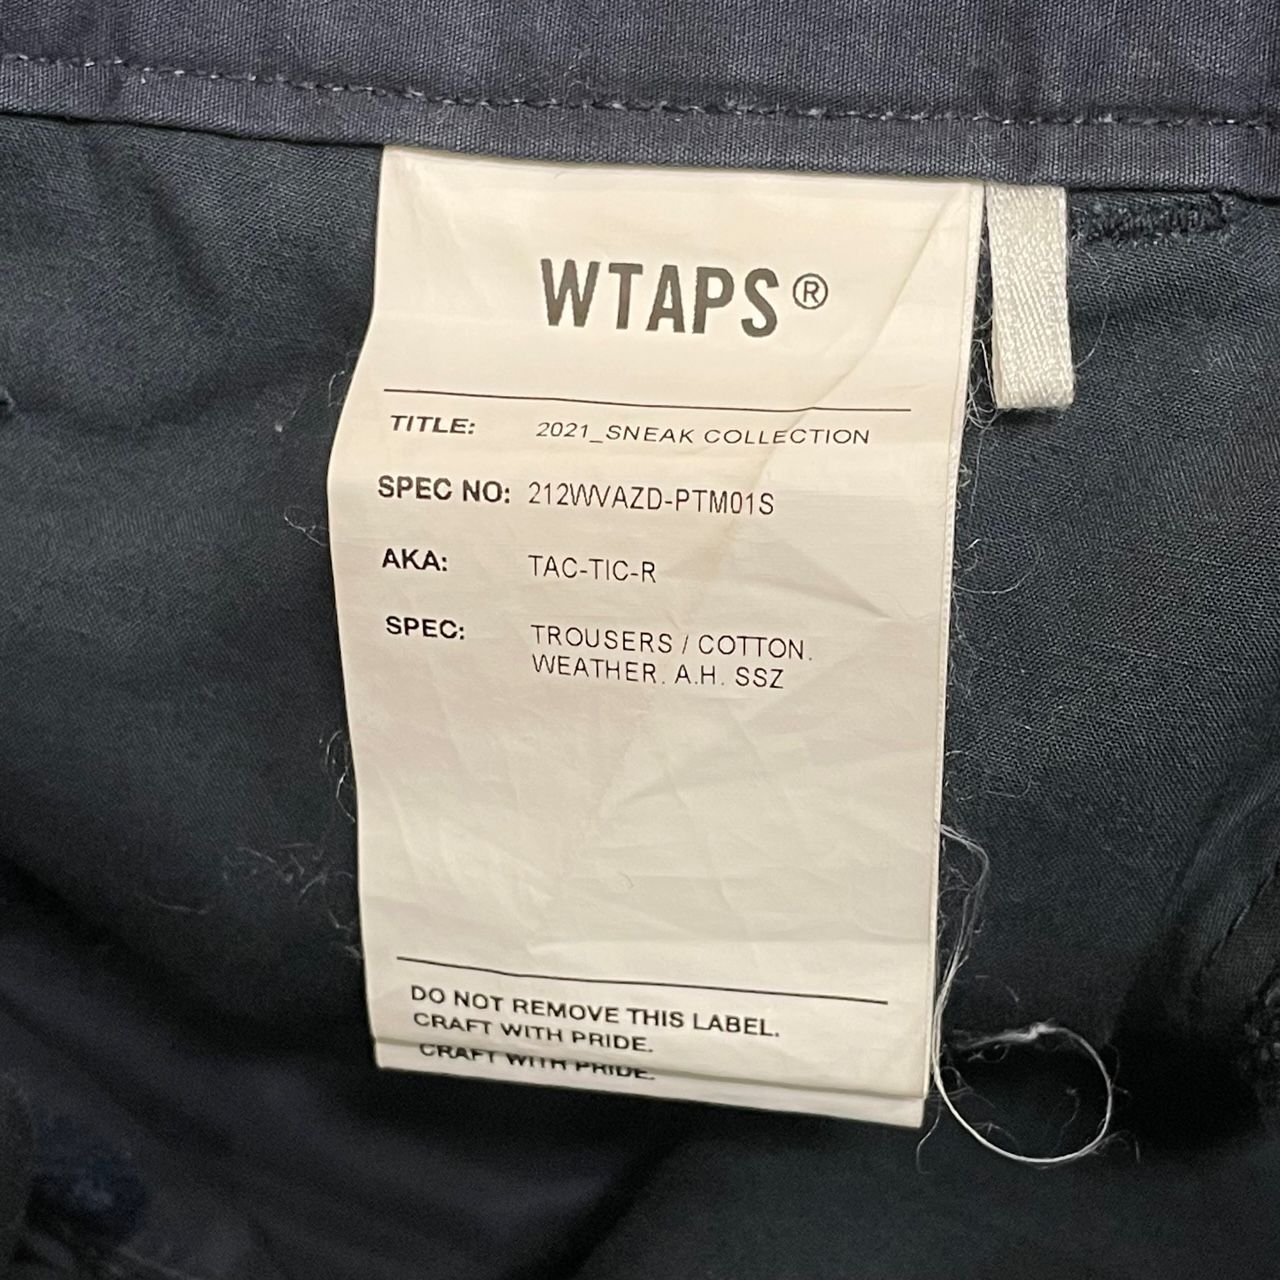 WTAPS®
TITLE: 2021_SNEAK COLLECTION
SPEC NO: 212WVAZD-PTM01S
AKA: TAC-TIC-R
SPEC: TROUSERS / COTTON.
WEATHER. A.H. SSZ
DO NOT REMOVE THIS LABEL.
CRAFT WITH PRIDE.
CRAFT WITH PRIDE.